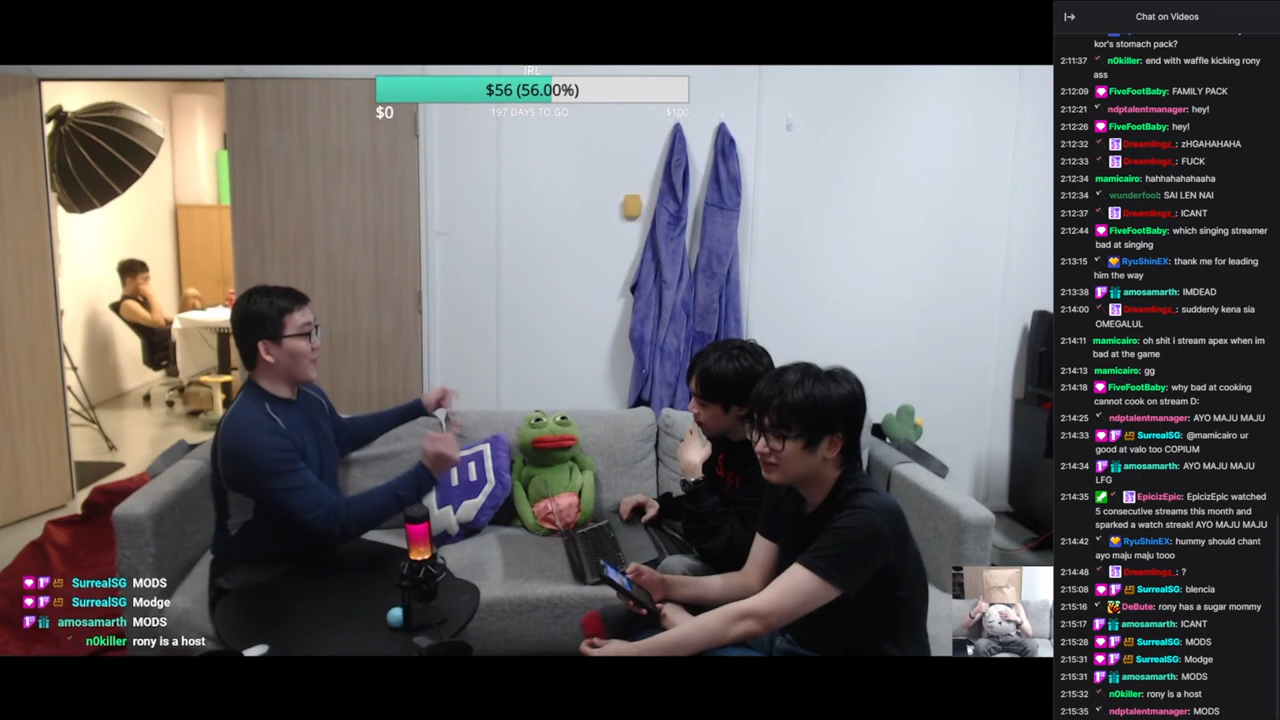 Chat on Videos
kor's stomach pack?
2:11:37 n0killer: end with waffle kicking rony
ass
2:12:09 FiveFootBaby: FAMILY PACK
2:12:21 ndptalentmanager: hey!
2:12:26 FiveFootBaby: hey!
2:12:32 Dreamlingz_: zHGAHAHAHA
2:12:33 Dreamlingz_: FUCK
2:12:34 mamicairo: hahhahahahaaha
2:12:34 wunderfool: SAI LEN NAI
2:12:37 Dreamlingz_: ICANT
2:12:44 FiveFootBaby: which singing streamer
bad at singing
2:13:15 RyuShinEX: thank me for leading
him the way
2:13:38 amosamarth: IMDEAD
2:14:00 Dreamlingz_: suddenly kena sia
OMEGALUL
2:14:11 mamicairo: oh shit i stream apex when im
bad at the game
2:14:13 mamicairo: gg
2:14:18 FiveFootBaby: why bad at cooking
cannot cook on stream D:
2:14:25 ndptalentmanager: AYO MAJU MAJU
2:14:33 SurrealSG: @mamicairo ur
good at valo too COPIUM
2:14:34 amosamarth: AYO MAJU MAJU
LFG
2:14:35 EpicizEpic: EpicizEpic watched
5 consecutive streams this month and
sparked a watch streak! AYO MAJU MAJU
2:14:42 RyuShinEX: hummy should chant
ayo maju maju tooo
2:14:48 Dreamlingz_: ?
2:15:08 SurrealSG: blencia
2:15:16 DeBute: rony has a sugar mommy
2:15:17 amosamarth: ICANT
2:15:28 SurrealSG: MODS
2:15:31 SurrealSG: Modge
2:15:31 amosamarth: MODS
2:15:32 n0killer: rony is a host
2:15:35 ndptalentmanager: MODS
IRL
$56 (56.00%)
$0 197 DAYS TO GO $100
SurrealSG MODS
SurrealSG Modge
amosamarth MODS
n0killer rony is a host